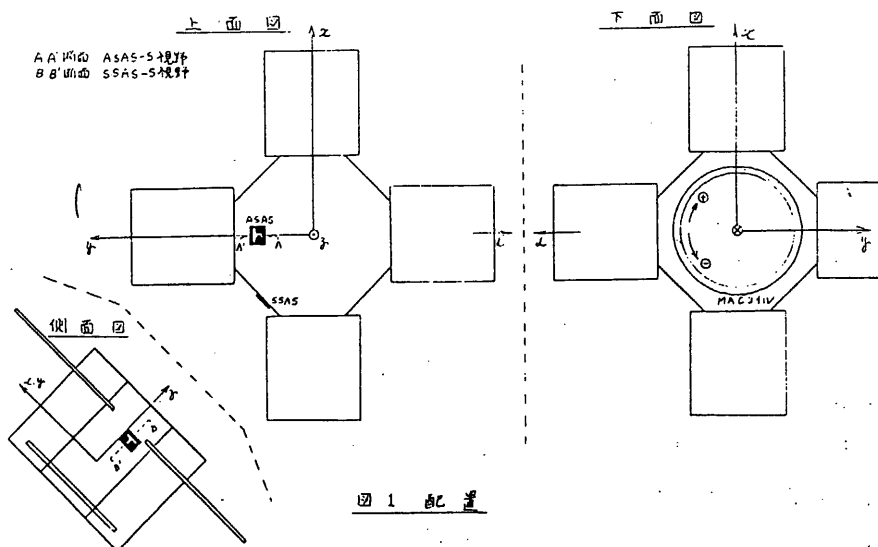 上面図
下面図
AA'断面 ASAS-S視野
BB'断面 SSAS-S視野
x
x
ASAS
y
A'
A
z
SSAS
y
MAC
側面図
x.y
B
B'
図1 配置